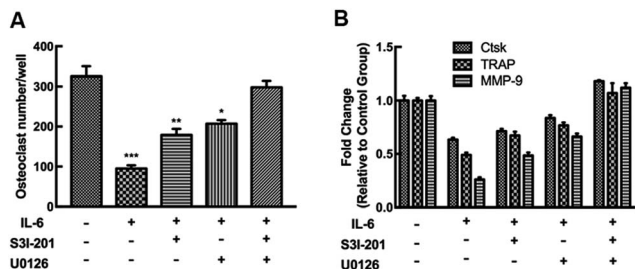 A
Osteoclast number/well
400
300
200
100
0
***
**
*
IL-6 - + + + +
S3I-201 - - + - +
U0126 - - - + +
B
Fold Change
(Relative to Control Group)
1.5
1.0
0.5
0.0
Ctsk
TRAP
MMP-9
IL-6 - + + + +
S3I-201 - - + - +
U0126 - - - + +